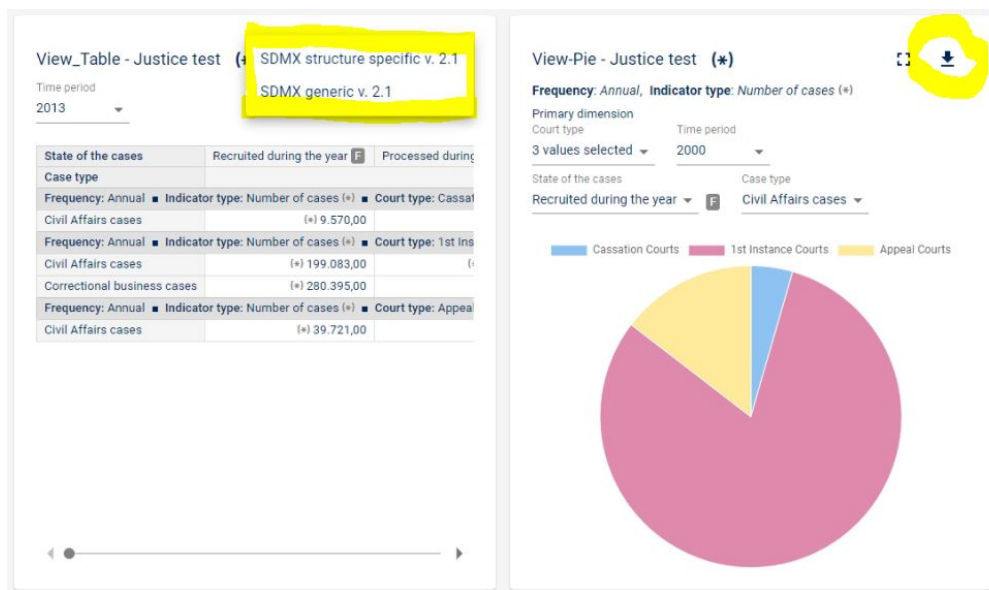 View_Table - Justice test (*
SDMX structure specific v. 2.1
SDMX generic v. 2.1
Time period
2013
State of the cases Recruited during the year F Processed during
Case type
Frequency: Annual ■ Indicator type: Number of cases (*) ■ Court type: Cassat
Civil Affairs cases (*) 9.570,00
Frequency: Annual ■ Indicator type: Number of cases (*) ■ Court type: 1st Ins
Civil Affairs cases (*) 199.083,00 (*
Correctional business cases (*) 280.395,00
Frequency: Annual ■ Indicator type: Number of cases (*) ■ Court type: Appeal
Civil Affairs cases (*) 39.721,00
View-Pie - Justice test (*)
Frequency: Annual, Indicator type: Number of cases (*)
Primary dimension
Court type Time period
3 values selected 2000
State of the cases Case type
Recruited during the year F Civil Affairs cases
Cassation Courts 1st Instance Courts Appeal Courts